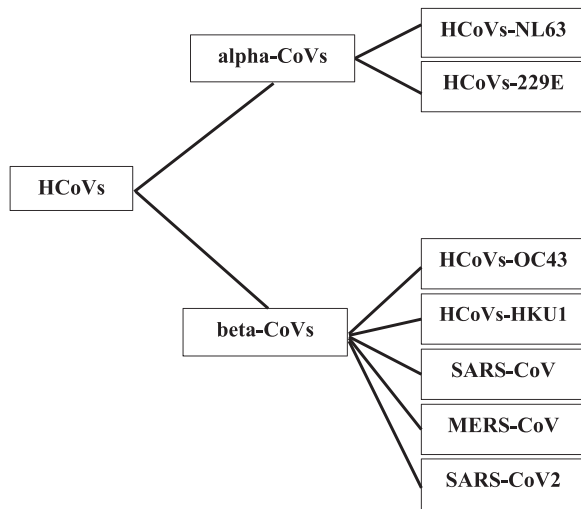 HCoVs-NL63
alpha-CoVs
HCoVs-229E
HCoVs
HCoVs-OC43
HCoVs-HKU1
beta-CoVs
SARS-CoV
MERS-CoV
SARS-CoV2